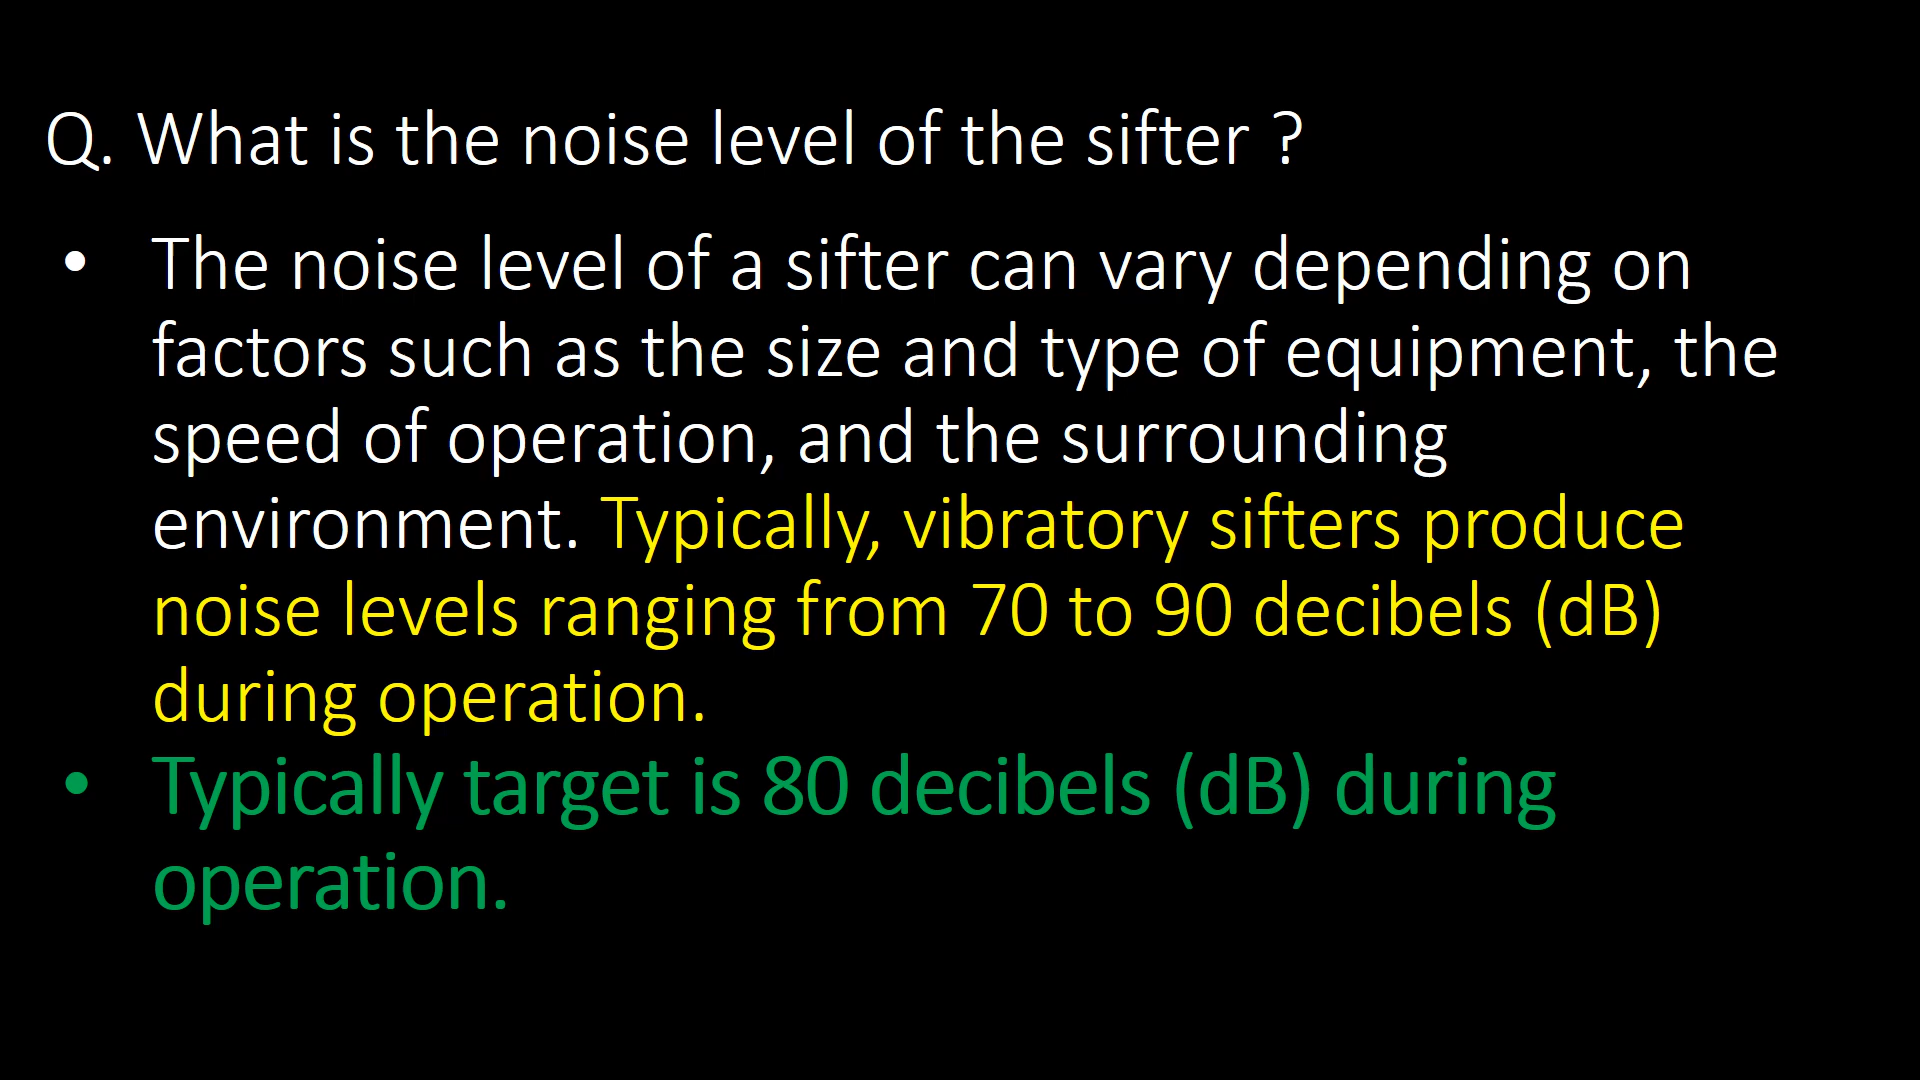 Q. What is the noise level of the sifter ?
• The noise level of a sifter can vary depending on
factors such as the size and type of equipment, the
speed of operation, and the surrounding
environment. Typically, vibratory sifters produce
noise levels ranging from 70 to 90 decibels (dB)
during operation.
• Typically target is 80 decibels (dB) during
operation.